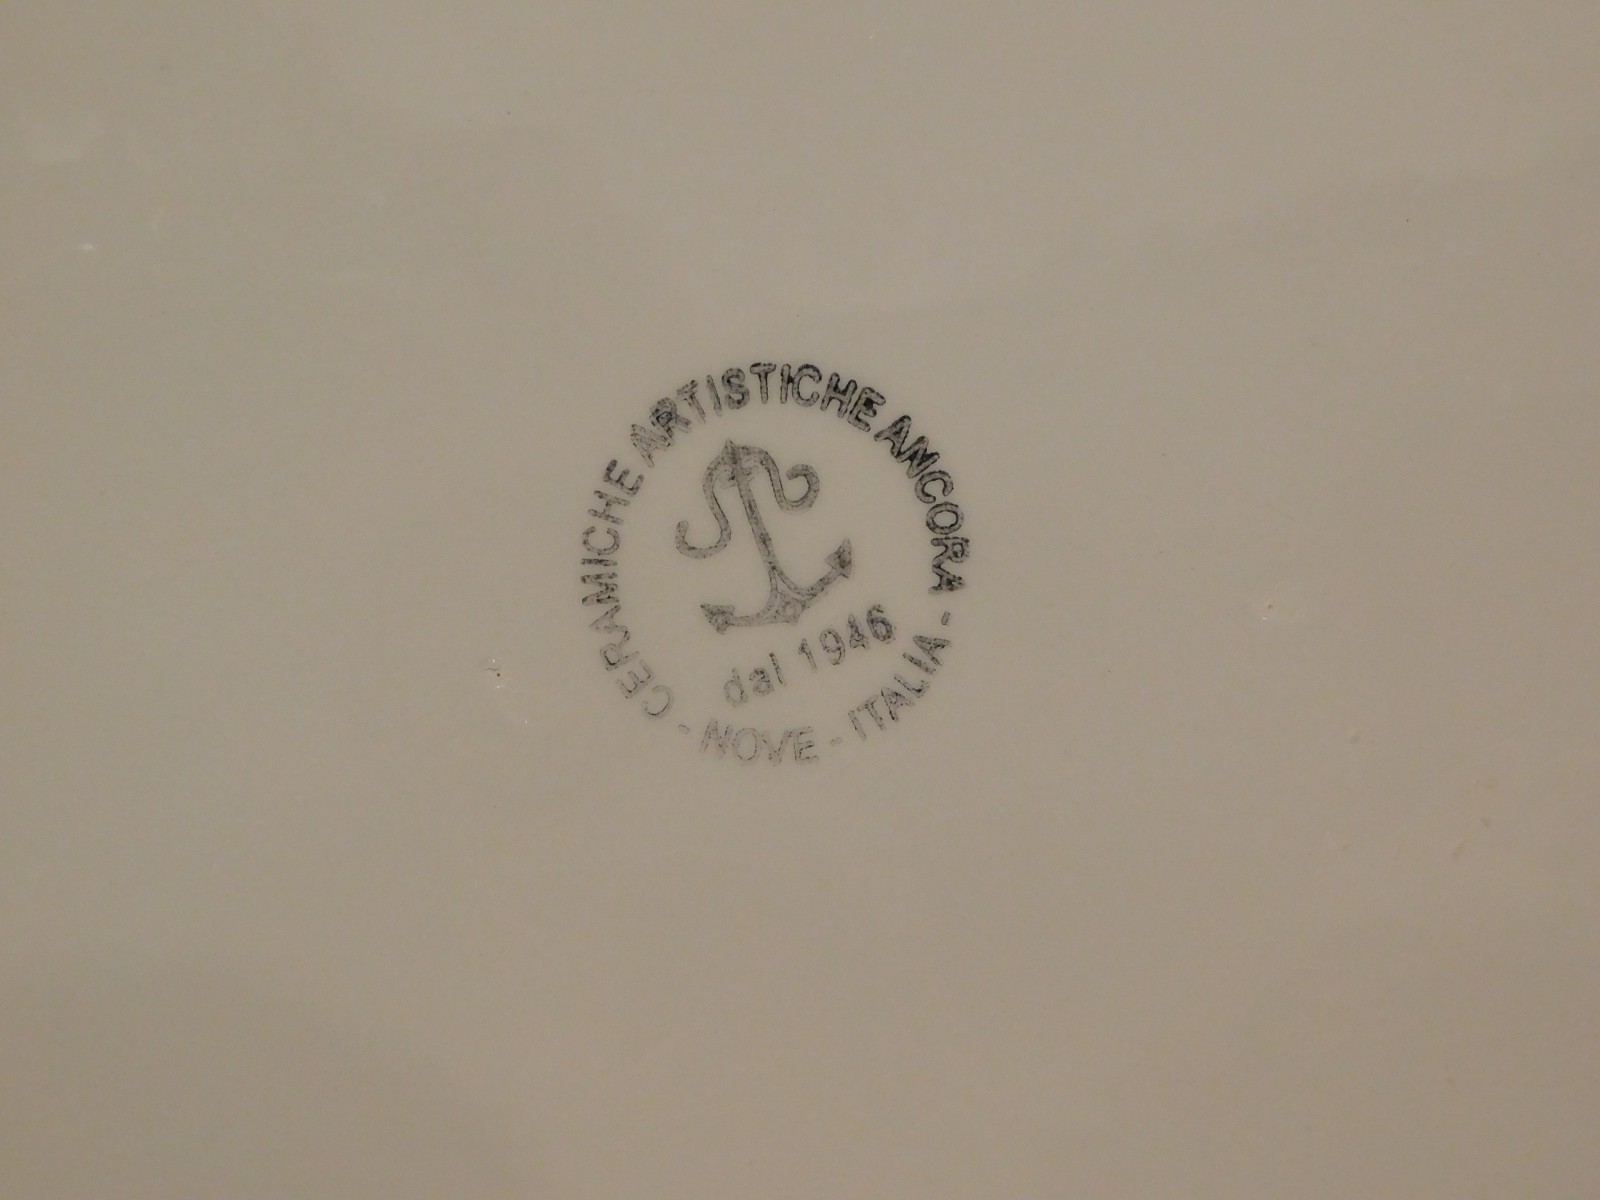 CERAMICHE ARTISTICHE ANCORA -
dal 1946
- NOVE - ITALIA